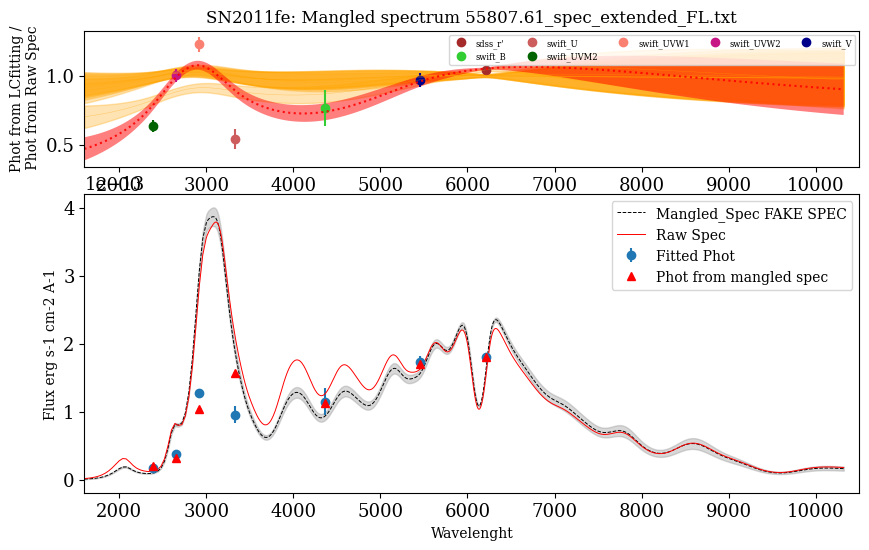 SN2011fe: Mangled spectrum 55807.61_spec_extended_FL.txt
Phot from LCfitting /
Phot from Raw Spec
1.0
0.5
sdss_r'
swift_B
swift_U
swift_UVM2
swift_UVW1
swift_UVW2
swift_V
2000 3000 4000 5000 6000 7000 8000 9000 10000
1e−13
Flux erg s-1 cm-2 A-1
4
3
2
1
0
Mangled_Spec FAKE SPEC
Raw Spec
Fitted Phot
Phot from mangled spec
2000 3000 4000 5000 6000 7000 8000 9000 10000
Wavelenght